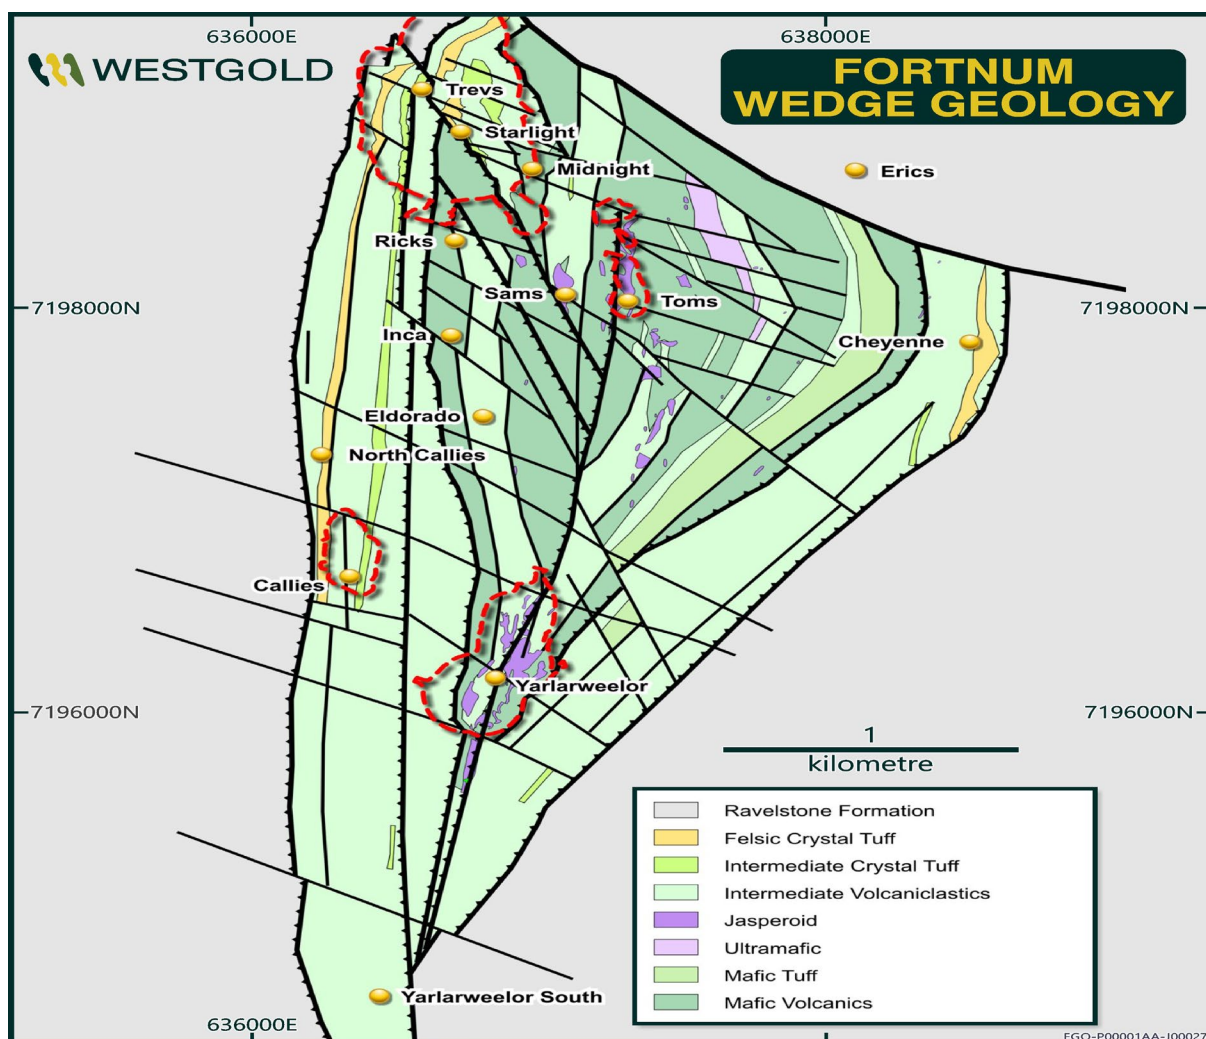 636000E
638000E
WESTGOLD
FORTNUM
WEDGE GEOLOGY
Trevs
Starlight
Midnight
Erics
Ricks
Sams
Toms
7198000N
7198000N
Inca
Cheyenne
Eldorado
North Callies
Callies
Yarlarweelor
7196000N
7196000N
1
kilometre
Ravelstone Formation
Felsic Crystal Tuff
Intermediate Crystal Tuff
Intermediate Volcaniclastics
Jasperoid
Ultramafic
Mafic Tuff
Mafic Volcanics
Yarlarweelor South
636000E